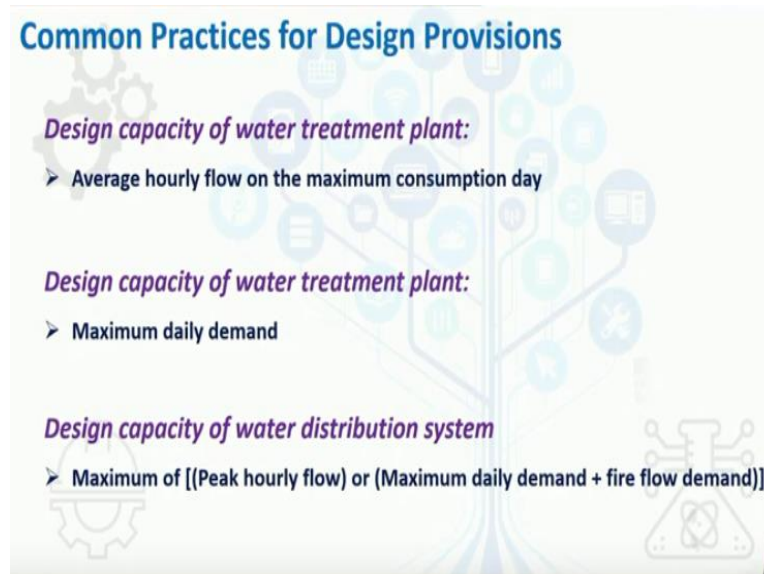 Common Practices for Design Provisions
Design capacity of water treatment plant:
➢ Average hourly flow on the maximum consumption day
Design capacity of water treatment plant:
➢ Maximum daily demand
Design capacity of water distribution system
➢ Maximum of [(Peak hourly flow) or (Maximum daily demand + fire flow demand)]